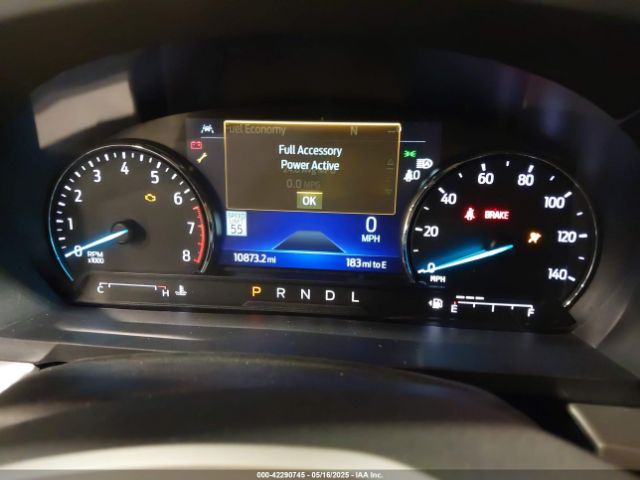 Fuel Economy N
Full Accessory
Power Active
0.0 MPG
OK
SPEED
LIMIT
55
0
MPH
10873.2 mi
183 mi to E
0 1 2 3 4 5 6 7 8
RPM
x1000
C H
P R N D L
0 20 40 60 80 100 120 140
BRAKE
MPH
E F
000-42290745 - 05/16/2025 - Copyright IAA, Inc.